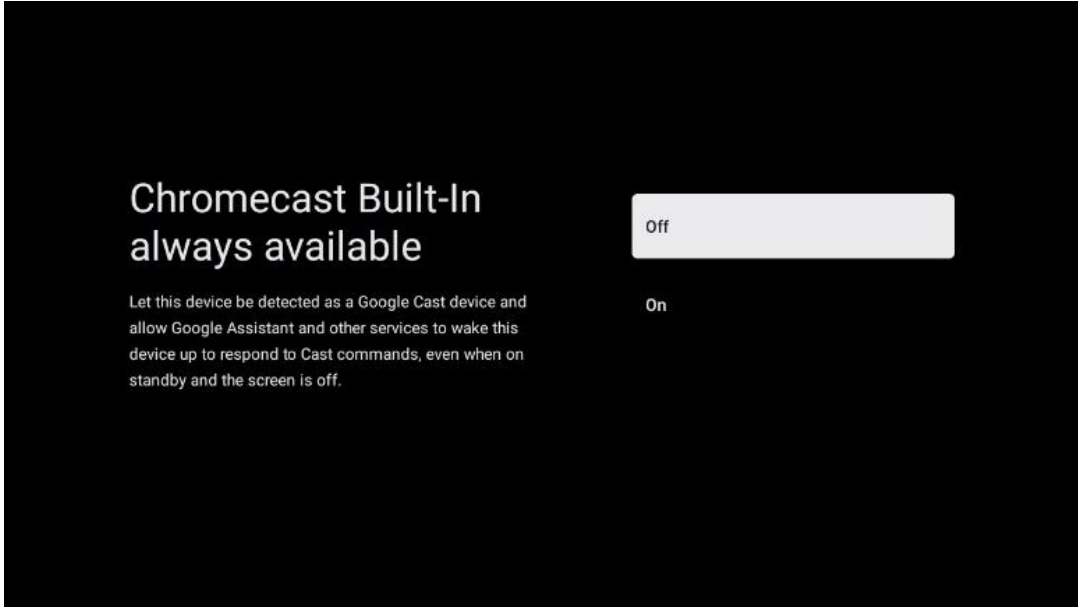 Chromecast Built-In
always available
Let this device be detected as a Google Cast device and
allow Google Assistant and other services to wake this
device up to respond to Cast commands, even when on
standby and the screen is off.
Off
On